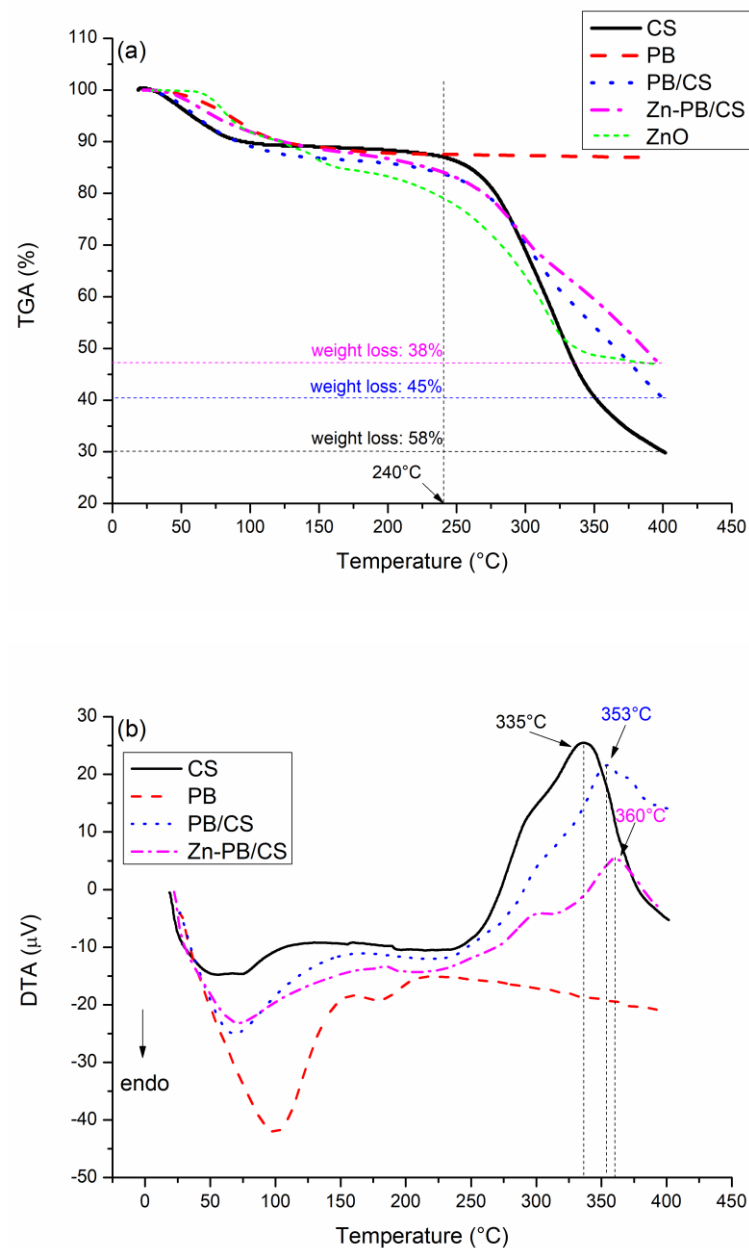 (a)
CS
PB
PB/CS
Zn-PB/CS
ZnO
110
100
90
80
70
60
50
40
30
20
TGA (%)
weight loss: 38%
weight loss: 45%
weight loss: 58%
240°C
0 50 100 150 200 250 300 350 400 450
Temperature (°C)
(b)
CS
PB
PB/CS
Zn-PB/CS
335°C
353°C
360°C
30
20
10
0
-10
-20
-30
-40
-50
DTA (μV)
endo
0 50 100 150 200 250 300 350 400 450
Temperature (°C)